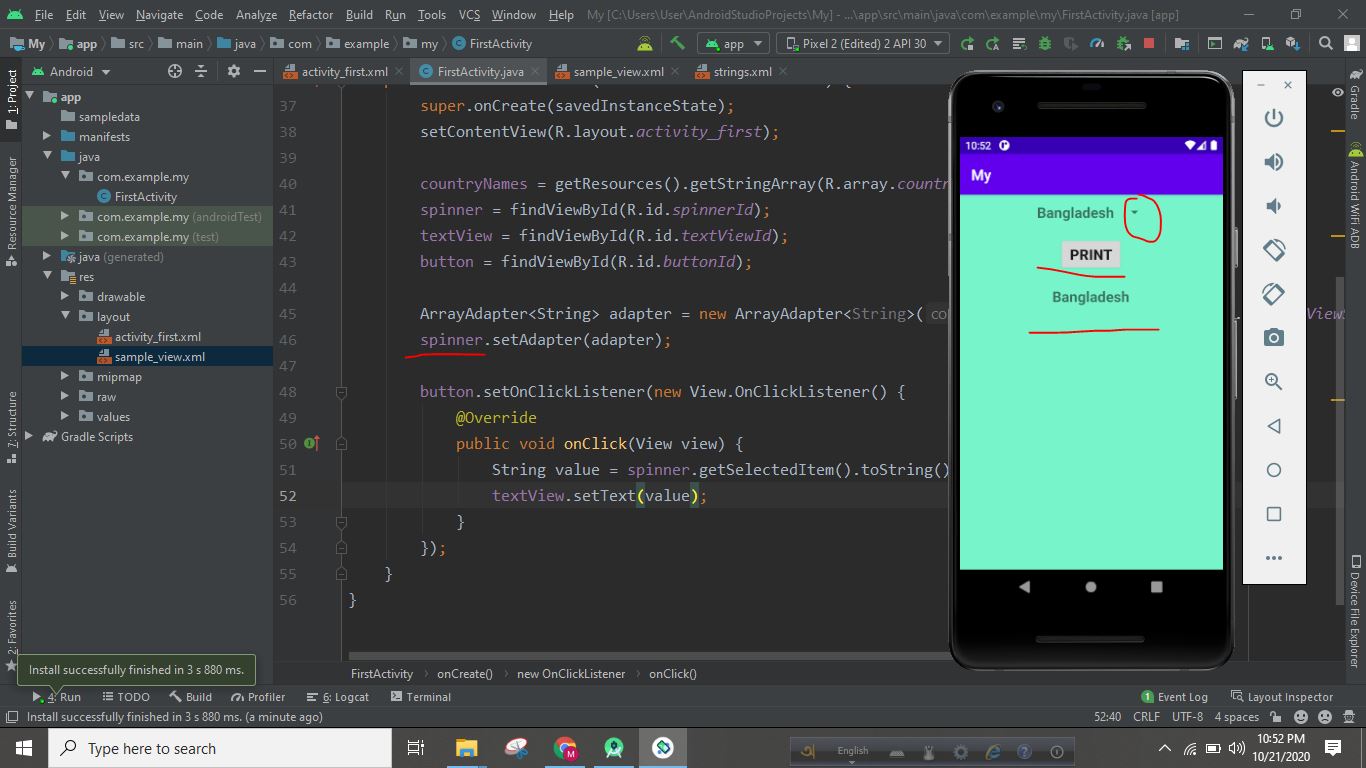 File Edit View Navigate Code Analyze Refactor Build Run Tools VCS Window Help My [C:\Users\User\AndroidStudioProjects\My] - ...\app\src\main\java\com\example\my\FirstActivity.java [app]
My app src main java com example my FirstActivity app Pixel 2 (Edited) 2 API 30
Android activity_first.xml FirstActivity.java sample_view.xml strings.xml
1: Project
Resource Manager
7: Structure
Build Variants
2: Favorites
app
sampledata
manifests
java
com.example.my
FirstActivity
com.example.my (androidTest)
com.example.my (test)
java (generated)
res
drawable
layout
activity_first.xml
sample_view.xml
mipmap
raw
values
Gradle Scripts
37 super.onCreate(savedInstanceState);
38 setContentView(R.layout.activity_first);
39
40 countryNames = getResources().getStringArray(R.array.count
41 spinner = findViewById(R.id.spinnerId);
42 textView = findViewById(R.id.textViewId);
43 button = findViewById(R.id.buttonId);
44
45 ArrayAdapter<String> adapter = new ArrayAdapter<String>( co
46 spinner.setAdapter(adapter);
47
48 button.setOnClickListener(new View.OnClickListener() {
49 @Override
50 public void onClick(View view) {
51 String value = spinner.getSelectedItem().toString()
52 textView.setText(value);
53 }
54 });
55 }
56 }
10:52
My
Bangladesh
PRINT
Bangladesh
Gradle
Android WiFi ADB
Device File Explorer
FirstActivity onCreate() new OnClickListener onClick()
Install successfully finished in 3 s 880 ms.
4: Run TODO Build Profiler 6: Logcat Terminal 1 Event Log Layout Inspector
Install successfully finished in 3 s 880 ms. (a minute ago) 52:40 CRLF UTF-8 4 spaces
Type here to search
অ English
10:52 PM
10/21/2020